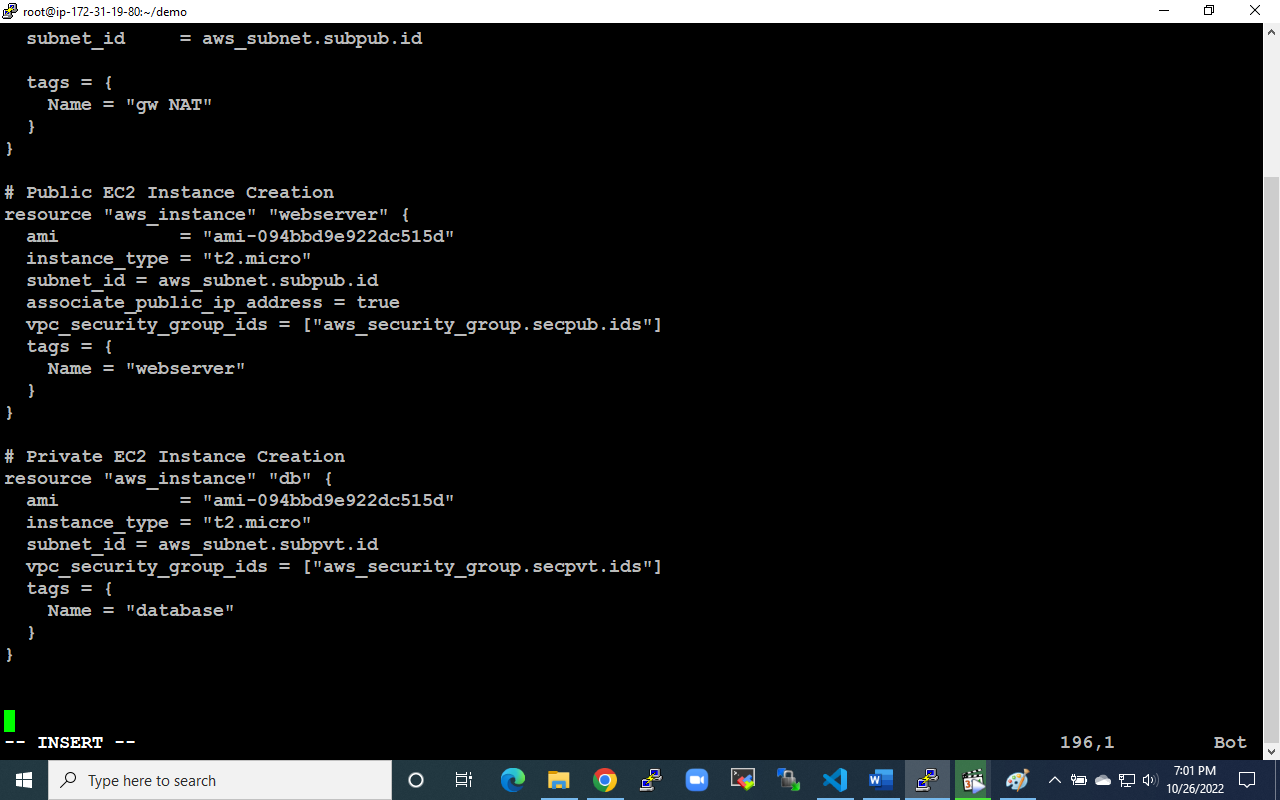 root@ip-172-31-19-80:~/demo
  subnet_id     = aws_subnet.subpub.id

  tags = {
    Name = "gw NAT"
  }
}

# Public EC2 Instance Creation
resource "aws_instance" "webserver" {
  ami           = "ami-094bbd9e922dc515d"
  instance_type = "t2.micro"
  subnet_id = aws_subnet.subpub.id
  associate_public_ip_address = true
  vpc_security_group_ids = ["aws_security_group.secpub.ids"]
  tags = {
    Name = "webserver"
  }
}

# Private EC2 Instance Creation
resource "aws_instance" "db" {
  ami           = "ami-094bbd9e922dc515d"
  instance_type = "t2.micro"
  subnet_id = aws_subnet.subpvt.id
  vpc_security_group_ids = ["aws_security_group.secpvt.ids"]
  tags = {
    Name = "database"
  }
}

-- INSERT -- 196,1 Bot
Type here to search
7:01 PM
10/26/2022